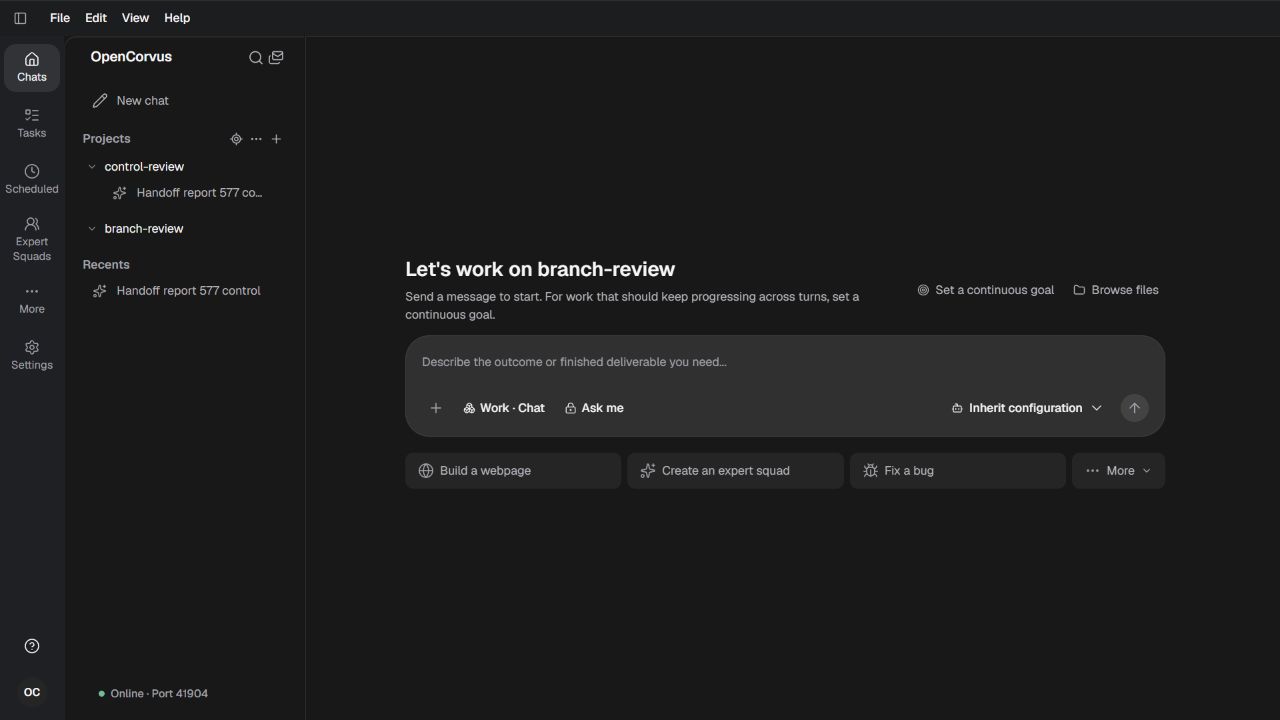 File Edit View Help
OpenCorvus
Chats
Tasks
Scheduled
Expert
Squads
More
Settings
New chat
Projects
control-review
Handoff report 577 co...
branch-review
Recents
Handoff report 577 control
Let's work on branch-review
Send a message to start. For work that should keep progressing across turns, set a
continuous goal.
Set a continuous goal
Browse files
Describe the outcome or finished deliverable you need...
Work · Chat
Ask me
Inherit configuration
Build a webpage
Create an expert squad
Fix a bug
More
OC
Online · Port 41904